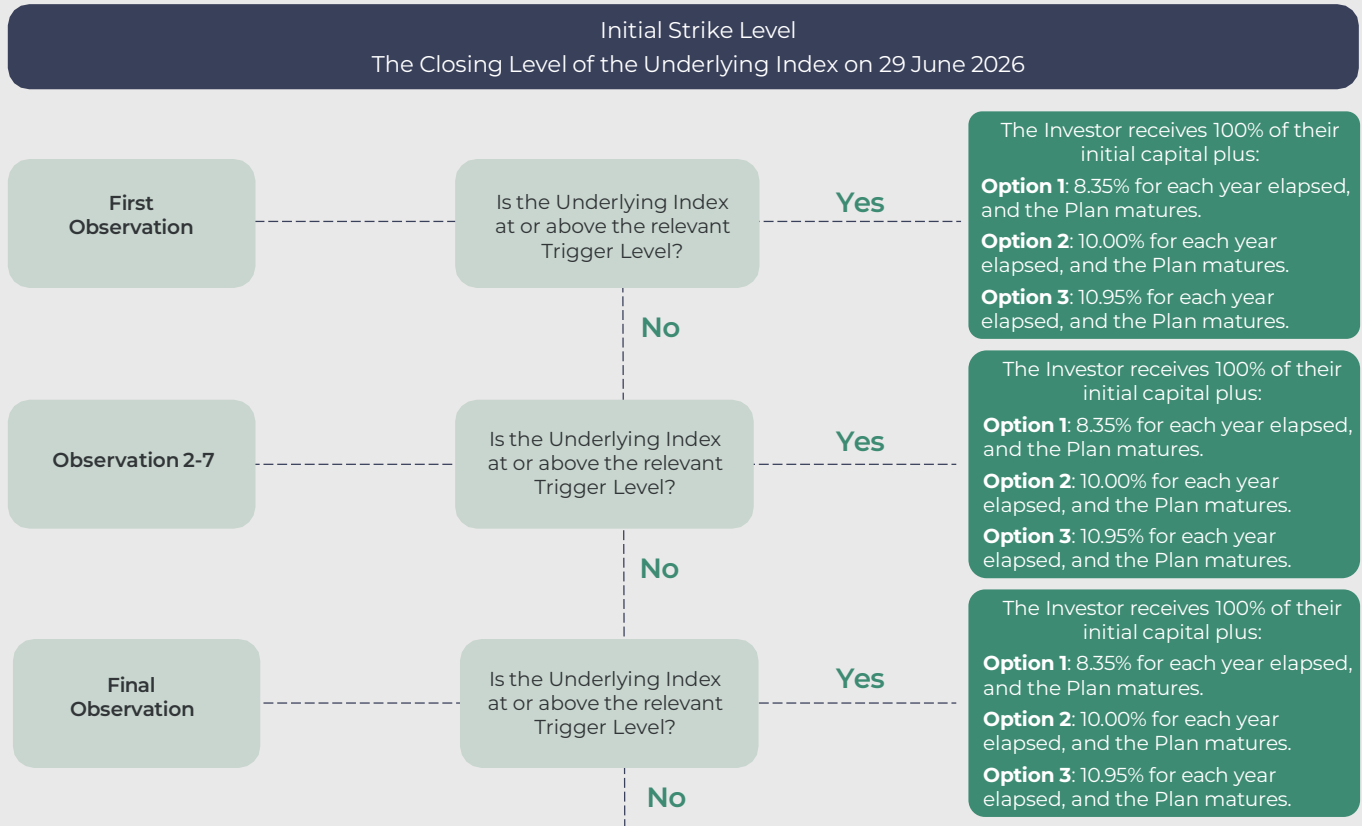 Initial Strike Level
The Closing Level of the Underlying Index on 29 June 2026
First
Observation
Is the Underlying Index
at or above the relevant
Trigger Level?
Yes
The Investor receives 100% of their
initial capital plus:
Option 1: 8.35% for each year elapsed,
and the Plan matures.
Option 2: 10.00% for each year
elapsed, and the Plan matures.
Option 3: 10.95% for each year
elapsed, and the Plan matures.
No
Observation 2-7
Is the Underlying Index
at or above the relevant
Trigger Level?
Yes
The Investor receives 100% of their
initial capital plus:
Option 1: 8.35% for each year elapsed,
and the Plan matures.
Option 2: 10.00% for each year
elapsed, and the Plan matures.
Option 3: 10.95% for each year
elapsed, and the Plan matures.
No
Final
Observation
Is the Underlying Index
at or above the relevant
Trigger Level?
Yes
The Investor receives 100% of their
initial capital plus:
Option 1: 8.35% for each year elapsed,
and the Plan matures.
Option 2: 10.00% for each year
elapsed, and the Plan matures.
Option 3: 10.95% for each year
elapsed, and the Plan matures.
No